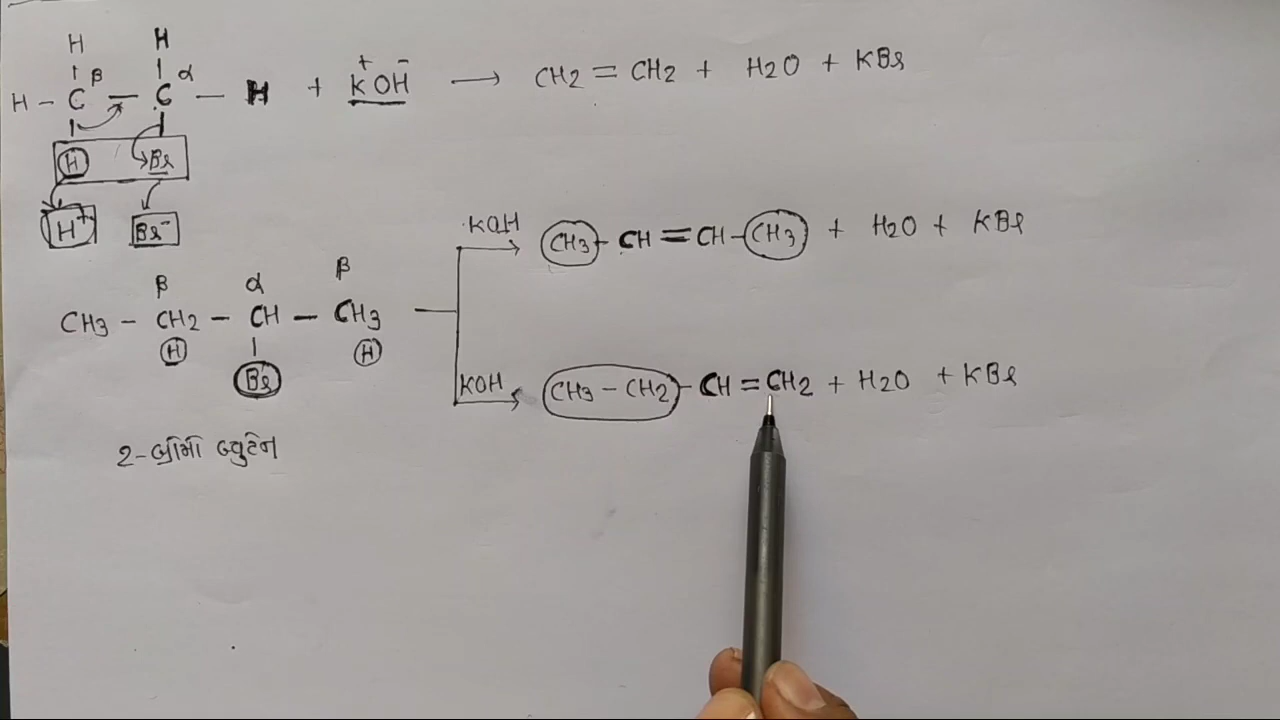 H H
H - C β - C α - H + K⁺OH⁻ → CH2 = CH2 + H2O + KBr
H Br
H⁺ Br⁻
KOH CH3 - CH = CH - CH3 + H2O + KBr
β α β
CH3 - CH2 - CH - CH3
H Br H
KOH CH3 - CH2 - CH = CH2 + H2O + KBr
2-બ્રોમો બ્યુટેન